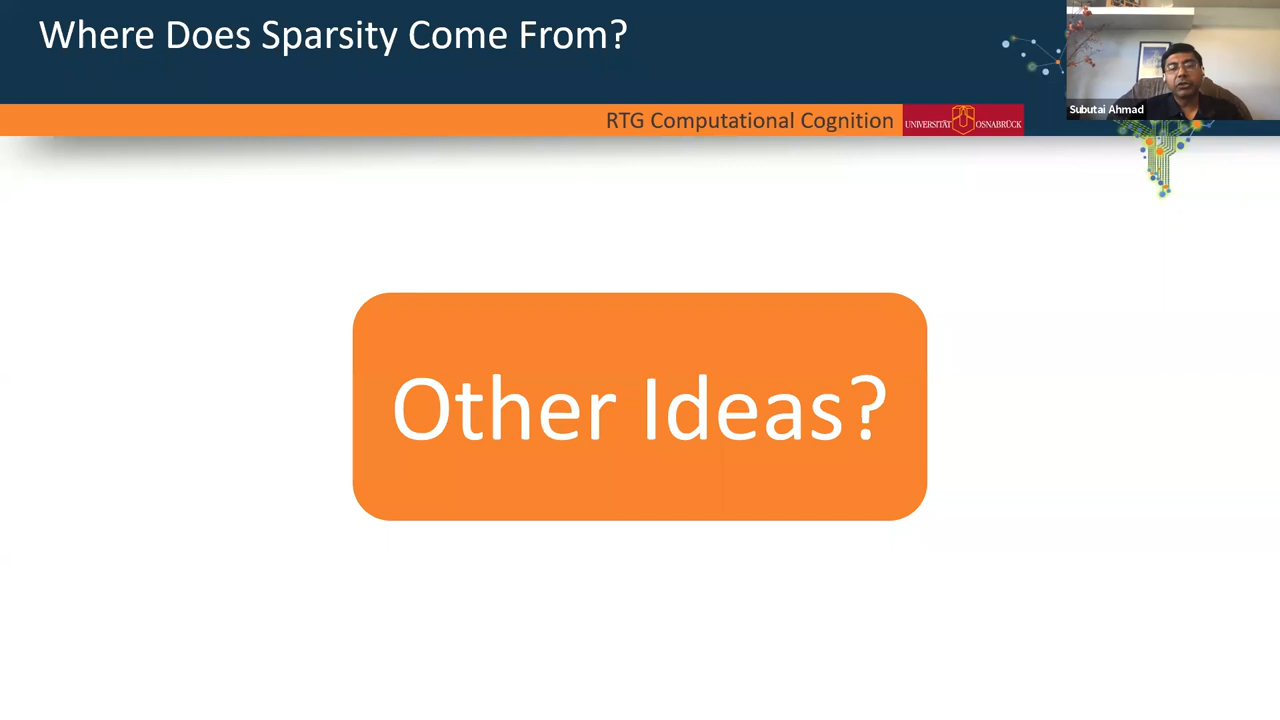 Where Does Sparsity Come From?
Subutai Ahmad
RTG Computational Cognition
UNIVERSITÄT OSNABRÜCK
Other Ideas?